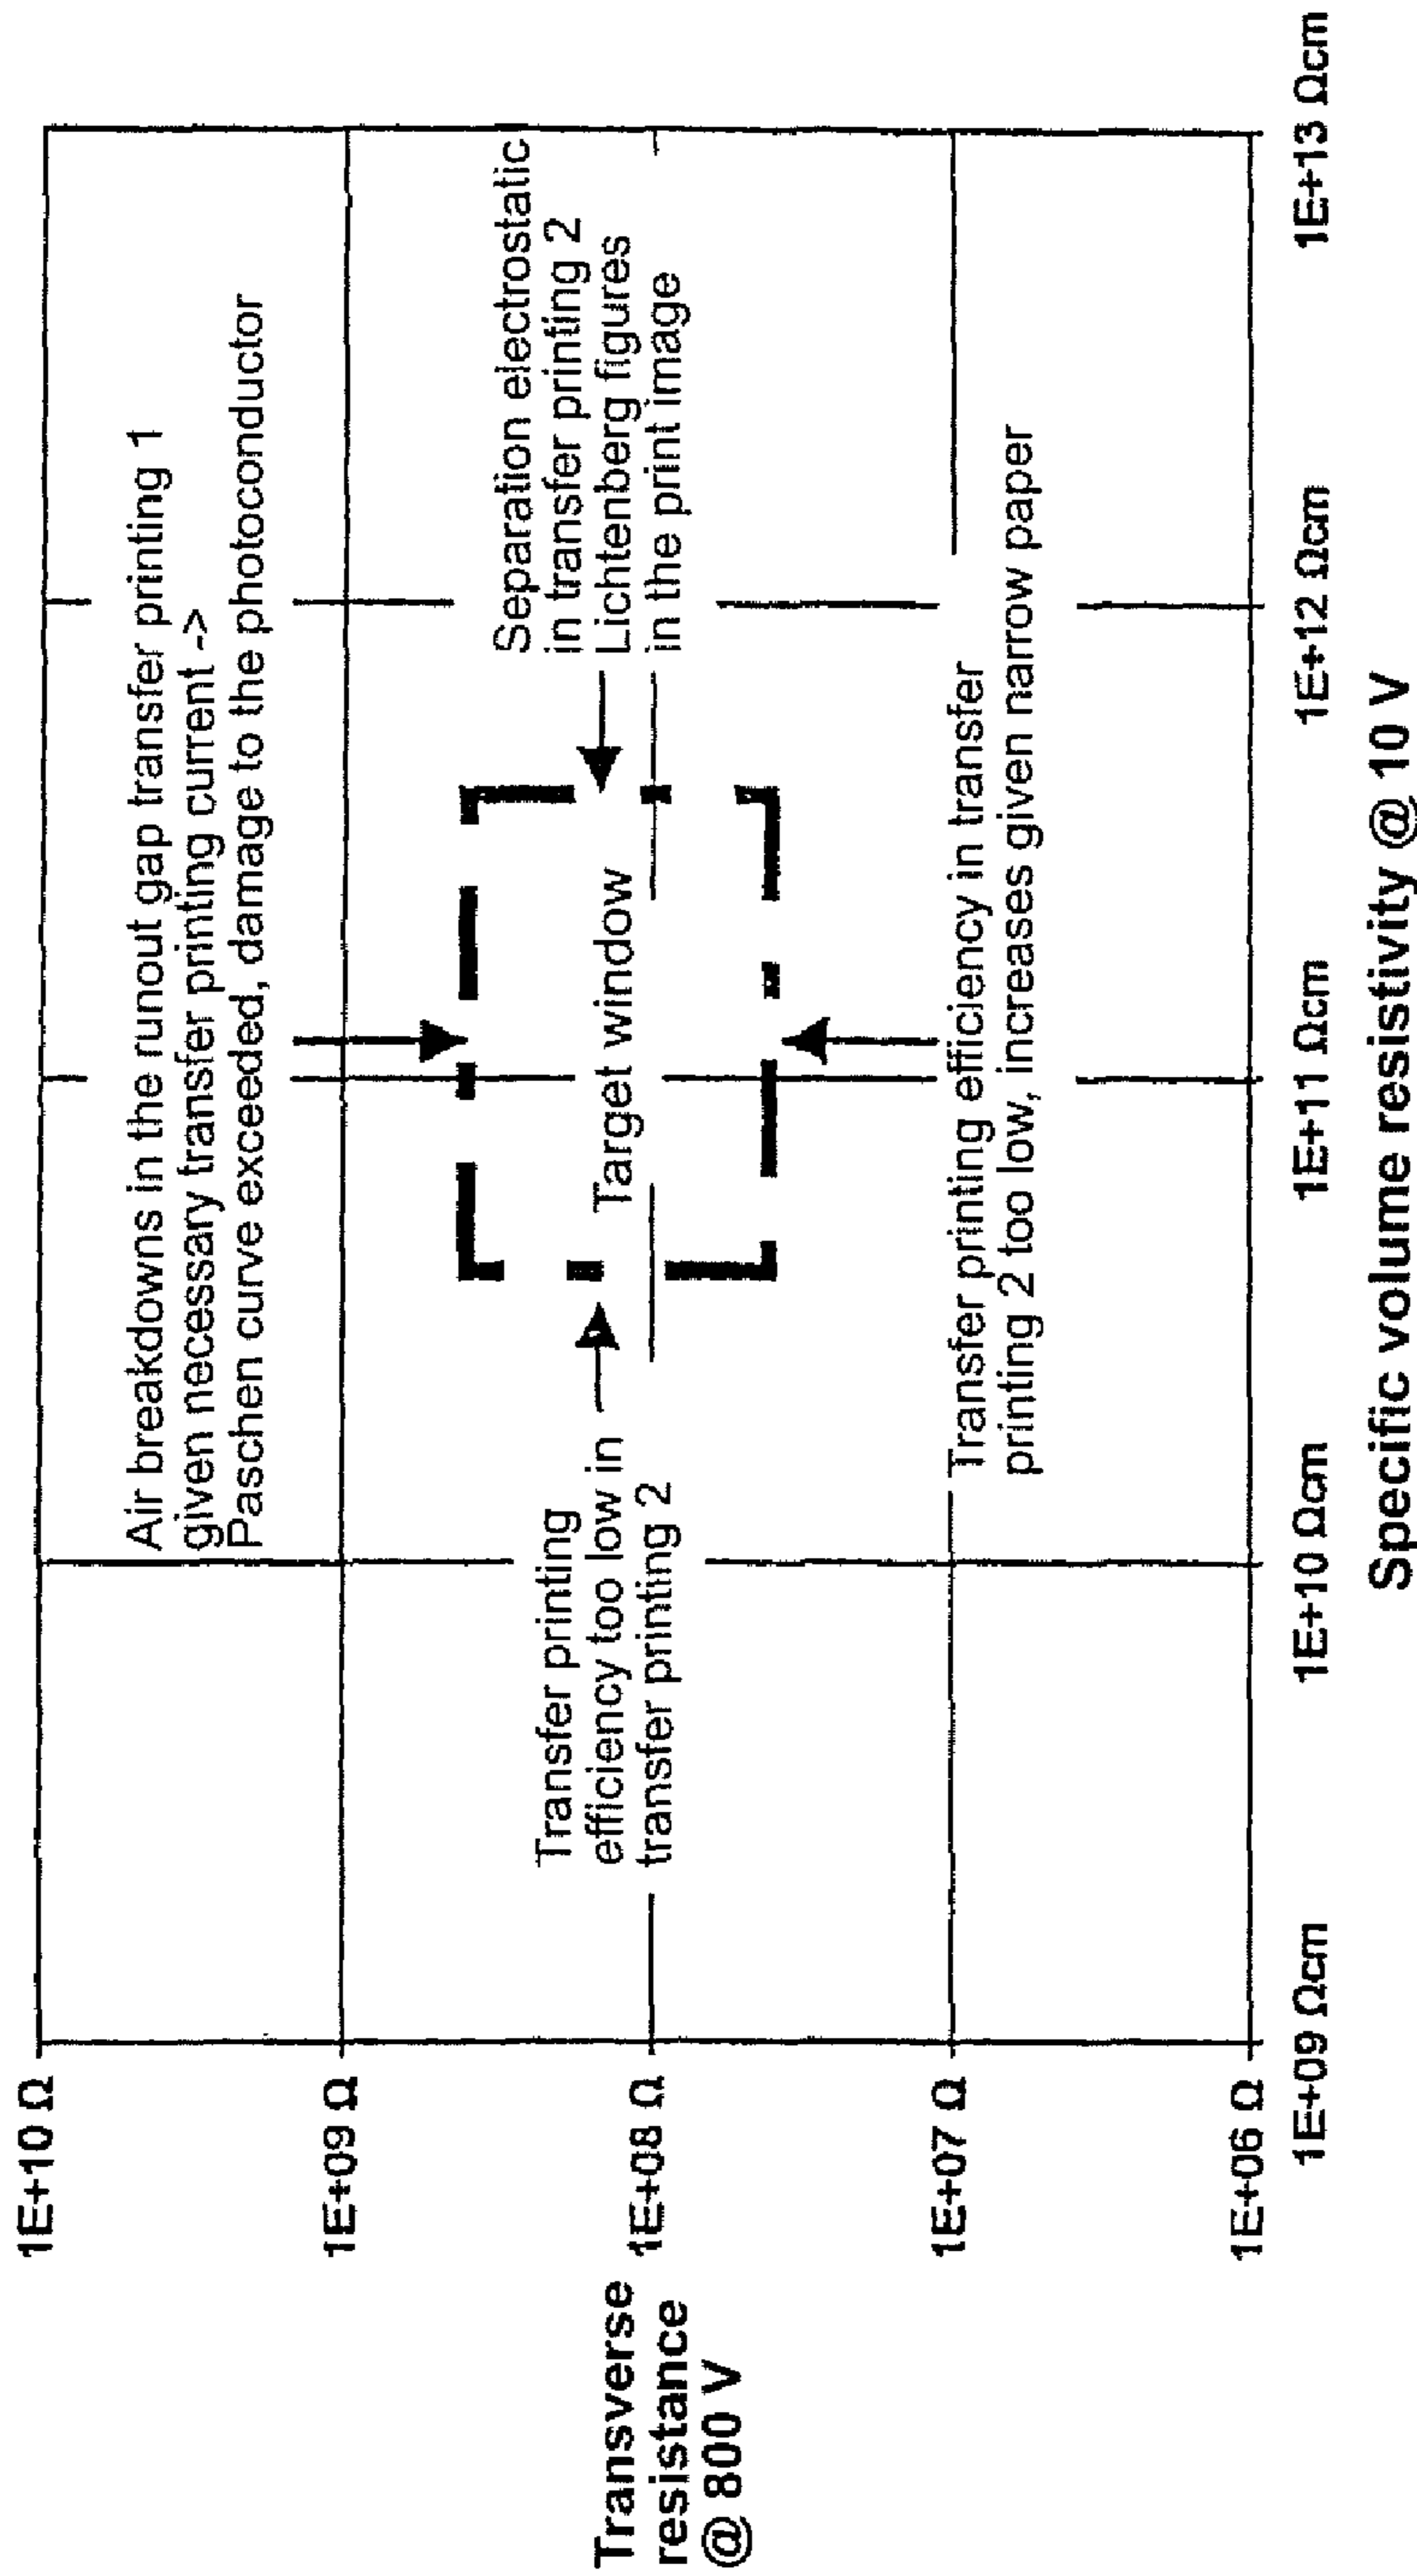 1E+10 Ω
1E+09 Ω
1E+08 Ω
1E+07 Ω
1E+06 Ω
Transverse
resistance
@ 800 V
Air breakdowns in the runout gap transfer printing 1
given necessary transfer printing current ->
Paschen curve exceeded, damage to the photoconductor
Transfer printing
efficiency too low in
transfer printing 2
Target window
Separation electrostatic
in transfer printing 2
Lichtenberg figures
in the print image
Transfer printing efficiency in transfer
printing 2 too low, increases given narrow paper
1E+09 Ωcm
1E+10 Ωcm
1E+11 Ωcm
1E+12 Ωcm
1E+13 Ωcm
Specific volume resistivity @ 10 V